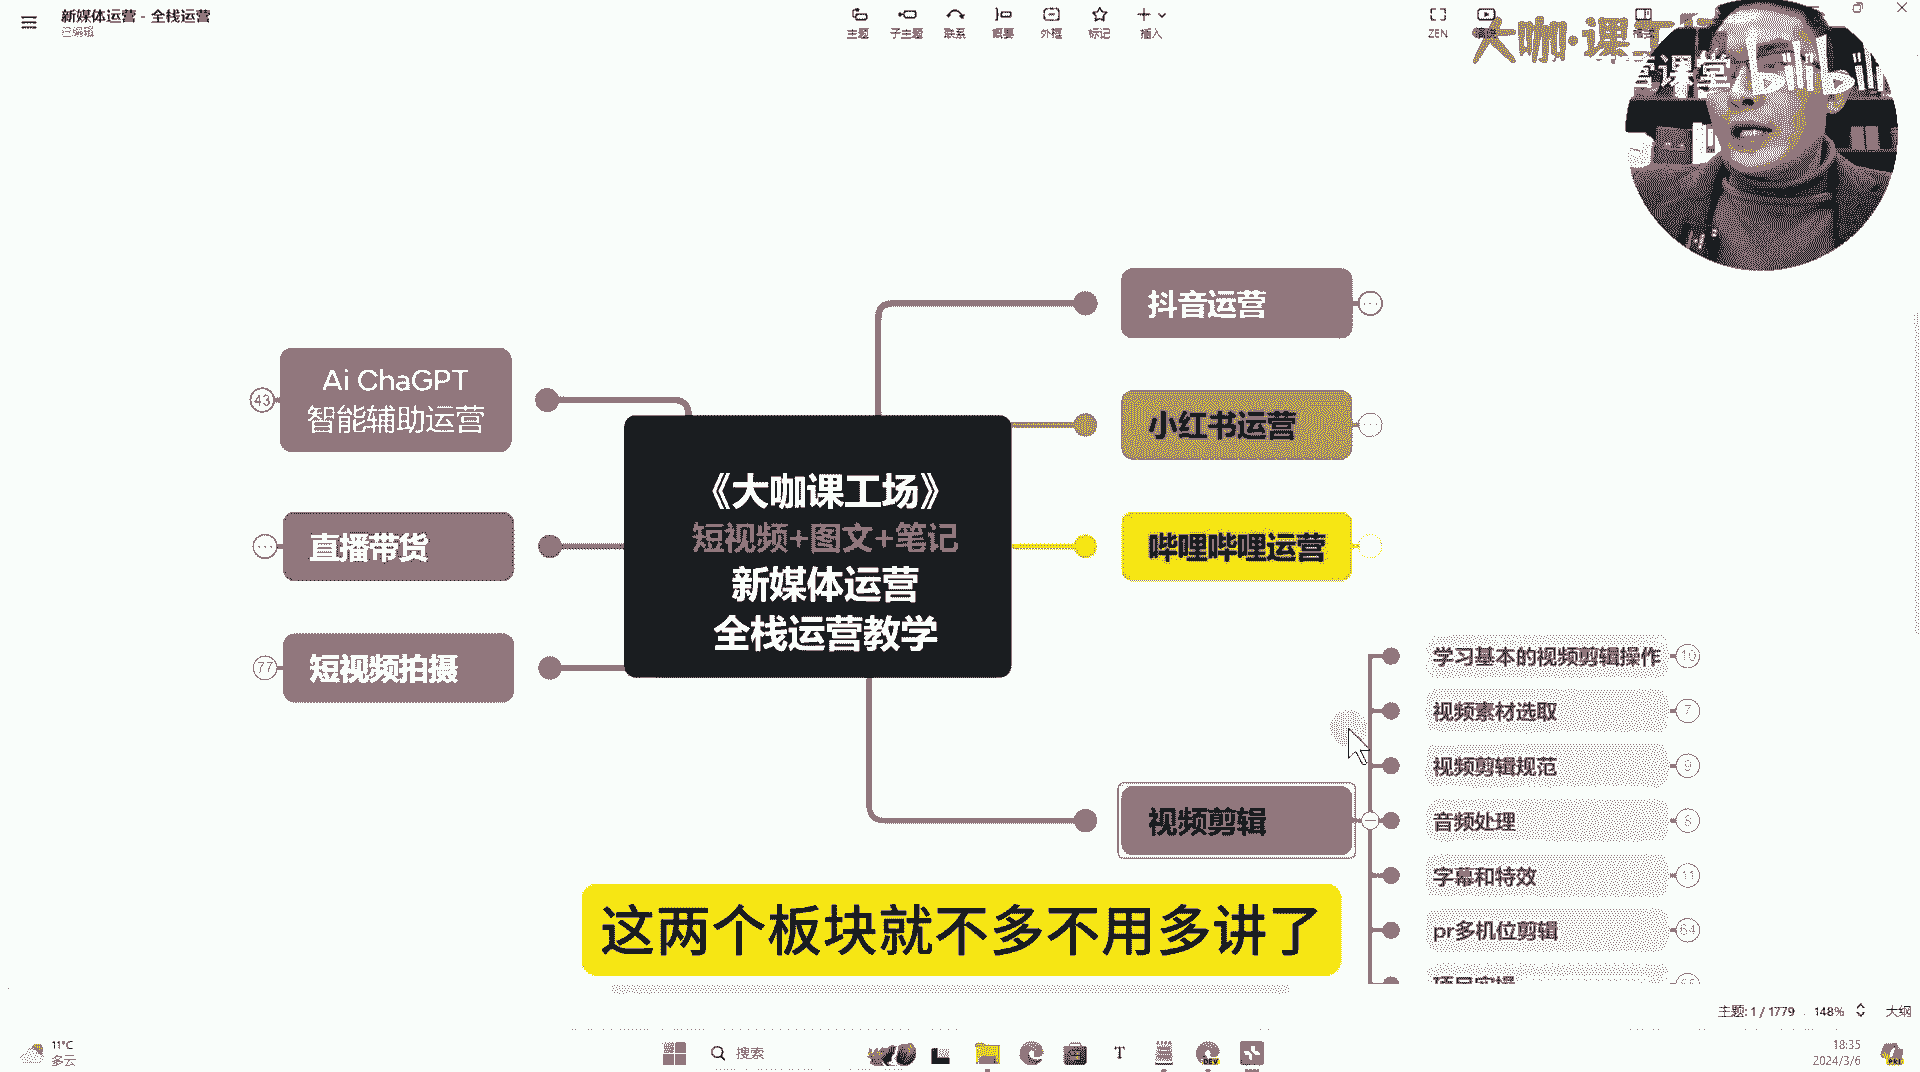 新媒体运营 - 全栈运营
已编辑
主题
子主题
联系
概要
外框
标记
插入
ZEN
大咖·课工
营课堂
bilibili
抖音运营
小红书运营
哔哩哔哩运营
视频剪辑
43
Ai ChaGPT
智能辅助运营
直播带货
77
短视频拍摄
《大咖课工场》
短视频+图文+笔记
新媒体运营
全栈运营教学
学习基本的视频剪辑操作
10
视频素材选取
7
视频剪辑规范
9
音频处理
8
字幕和特效
11
pr多机位剪辑
64
项目实操
这两个板块就不多不用多讲了
主题: 1 / 1779
148%
大纲
11°C
多云
搜索
18:35
2024/3/6